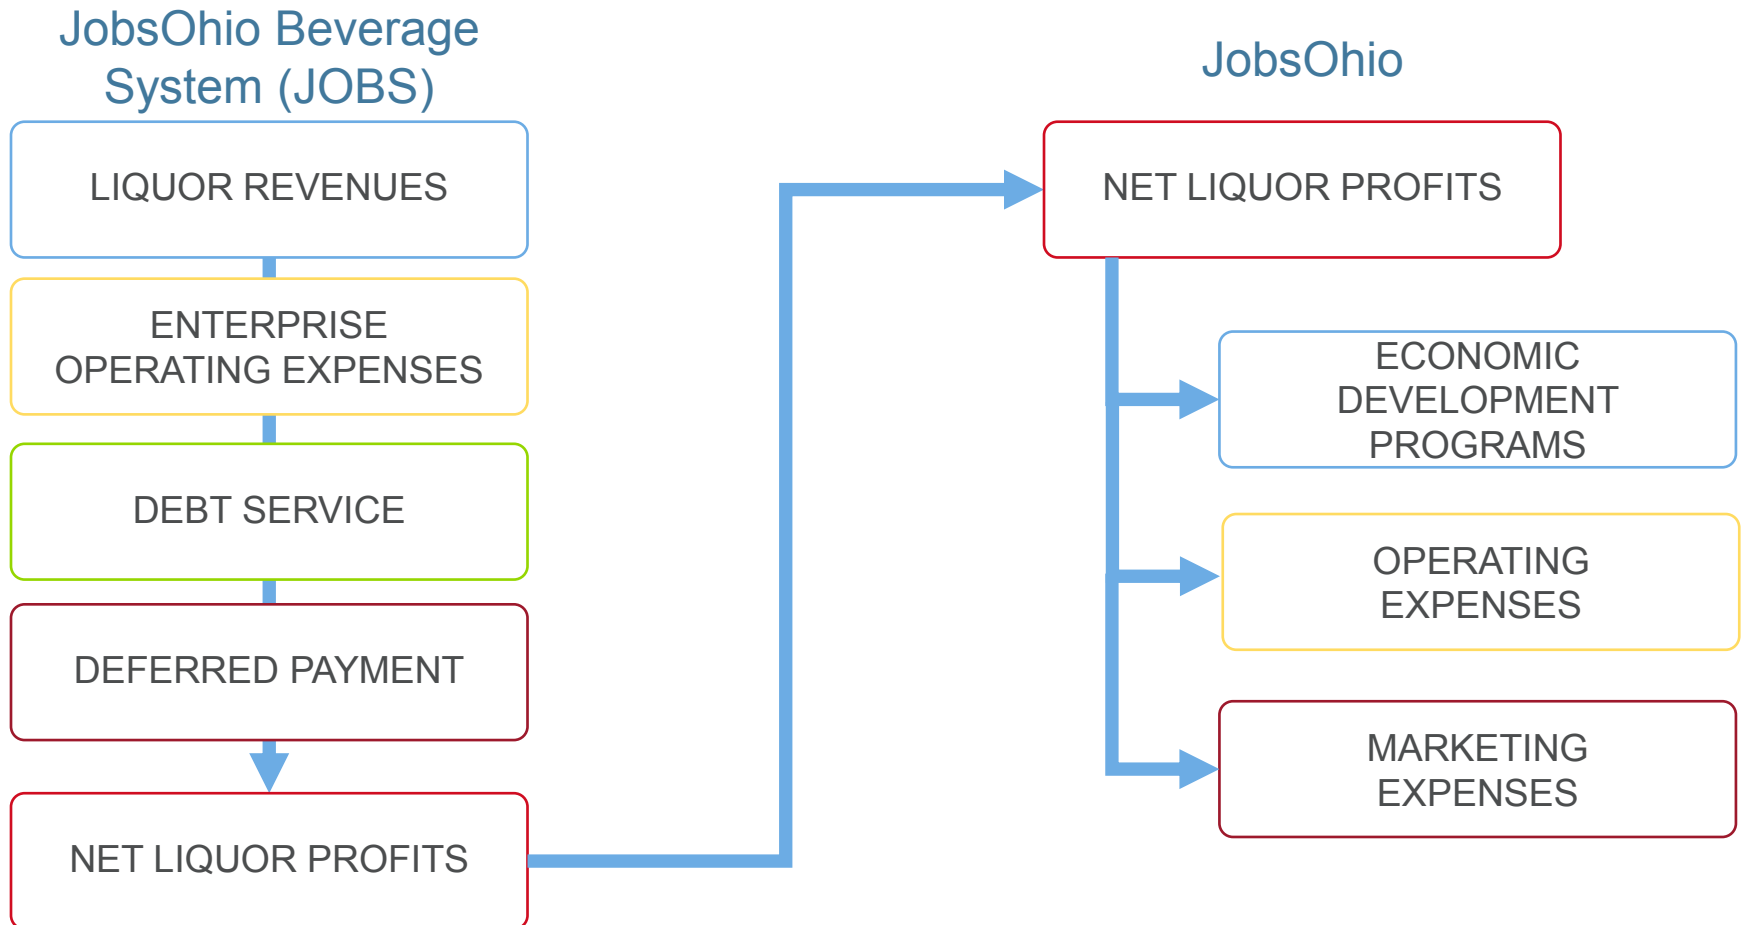 JobsOhio Beverage
System (JOBS)
LIQUOR REVENUES
ENTERPRISE
OPERATING EXPENSES
DEBT SERVICE
DEFERRED PAYMENT
NET LIQUOR PROFITS
JobsOhio
NET LIQUOR PROFITS
ECONOMIC
DEVELOPMENT
PROGRAMS
OPERATING
EXPENSES
MARKETING
EXPENSES